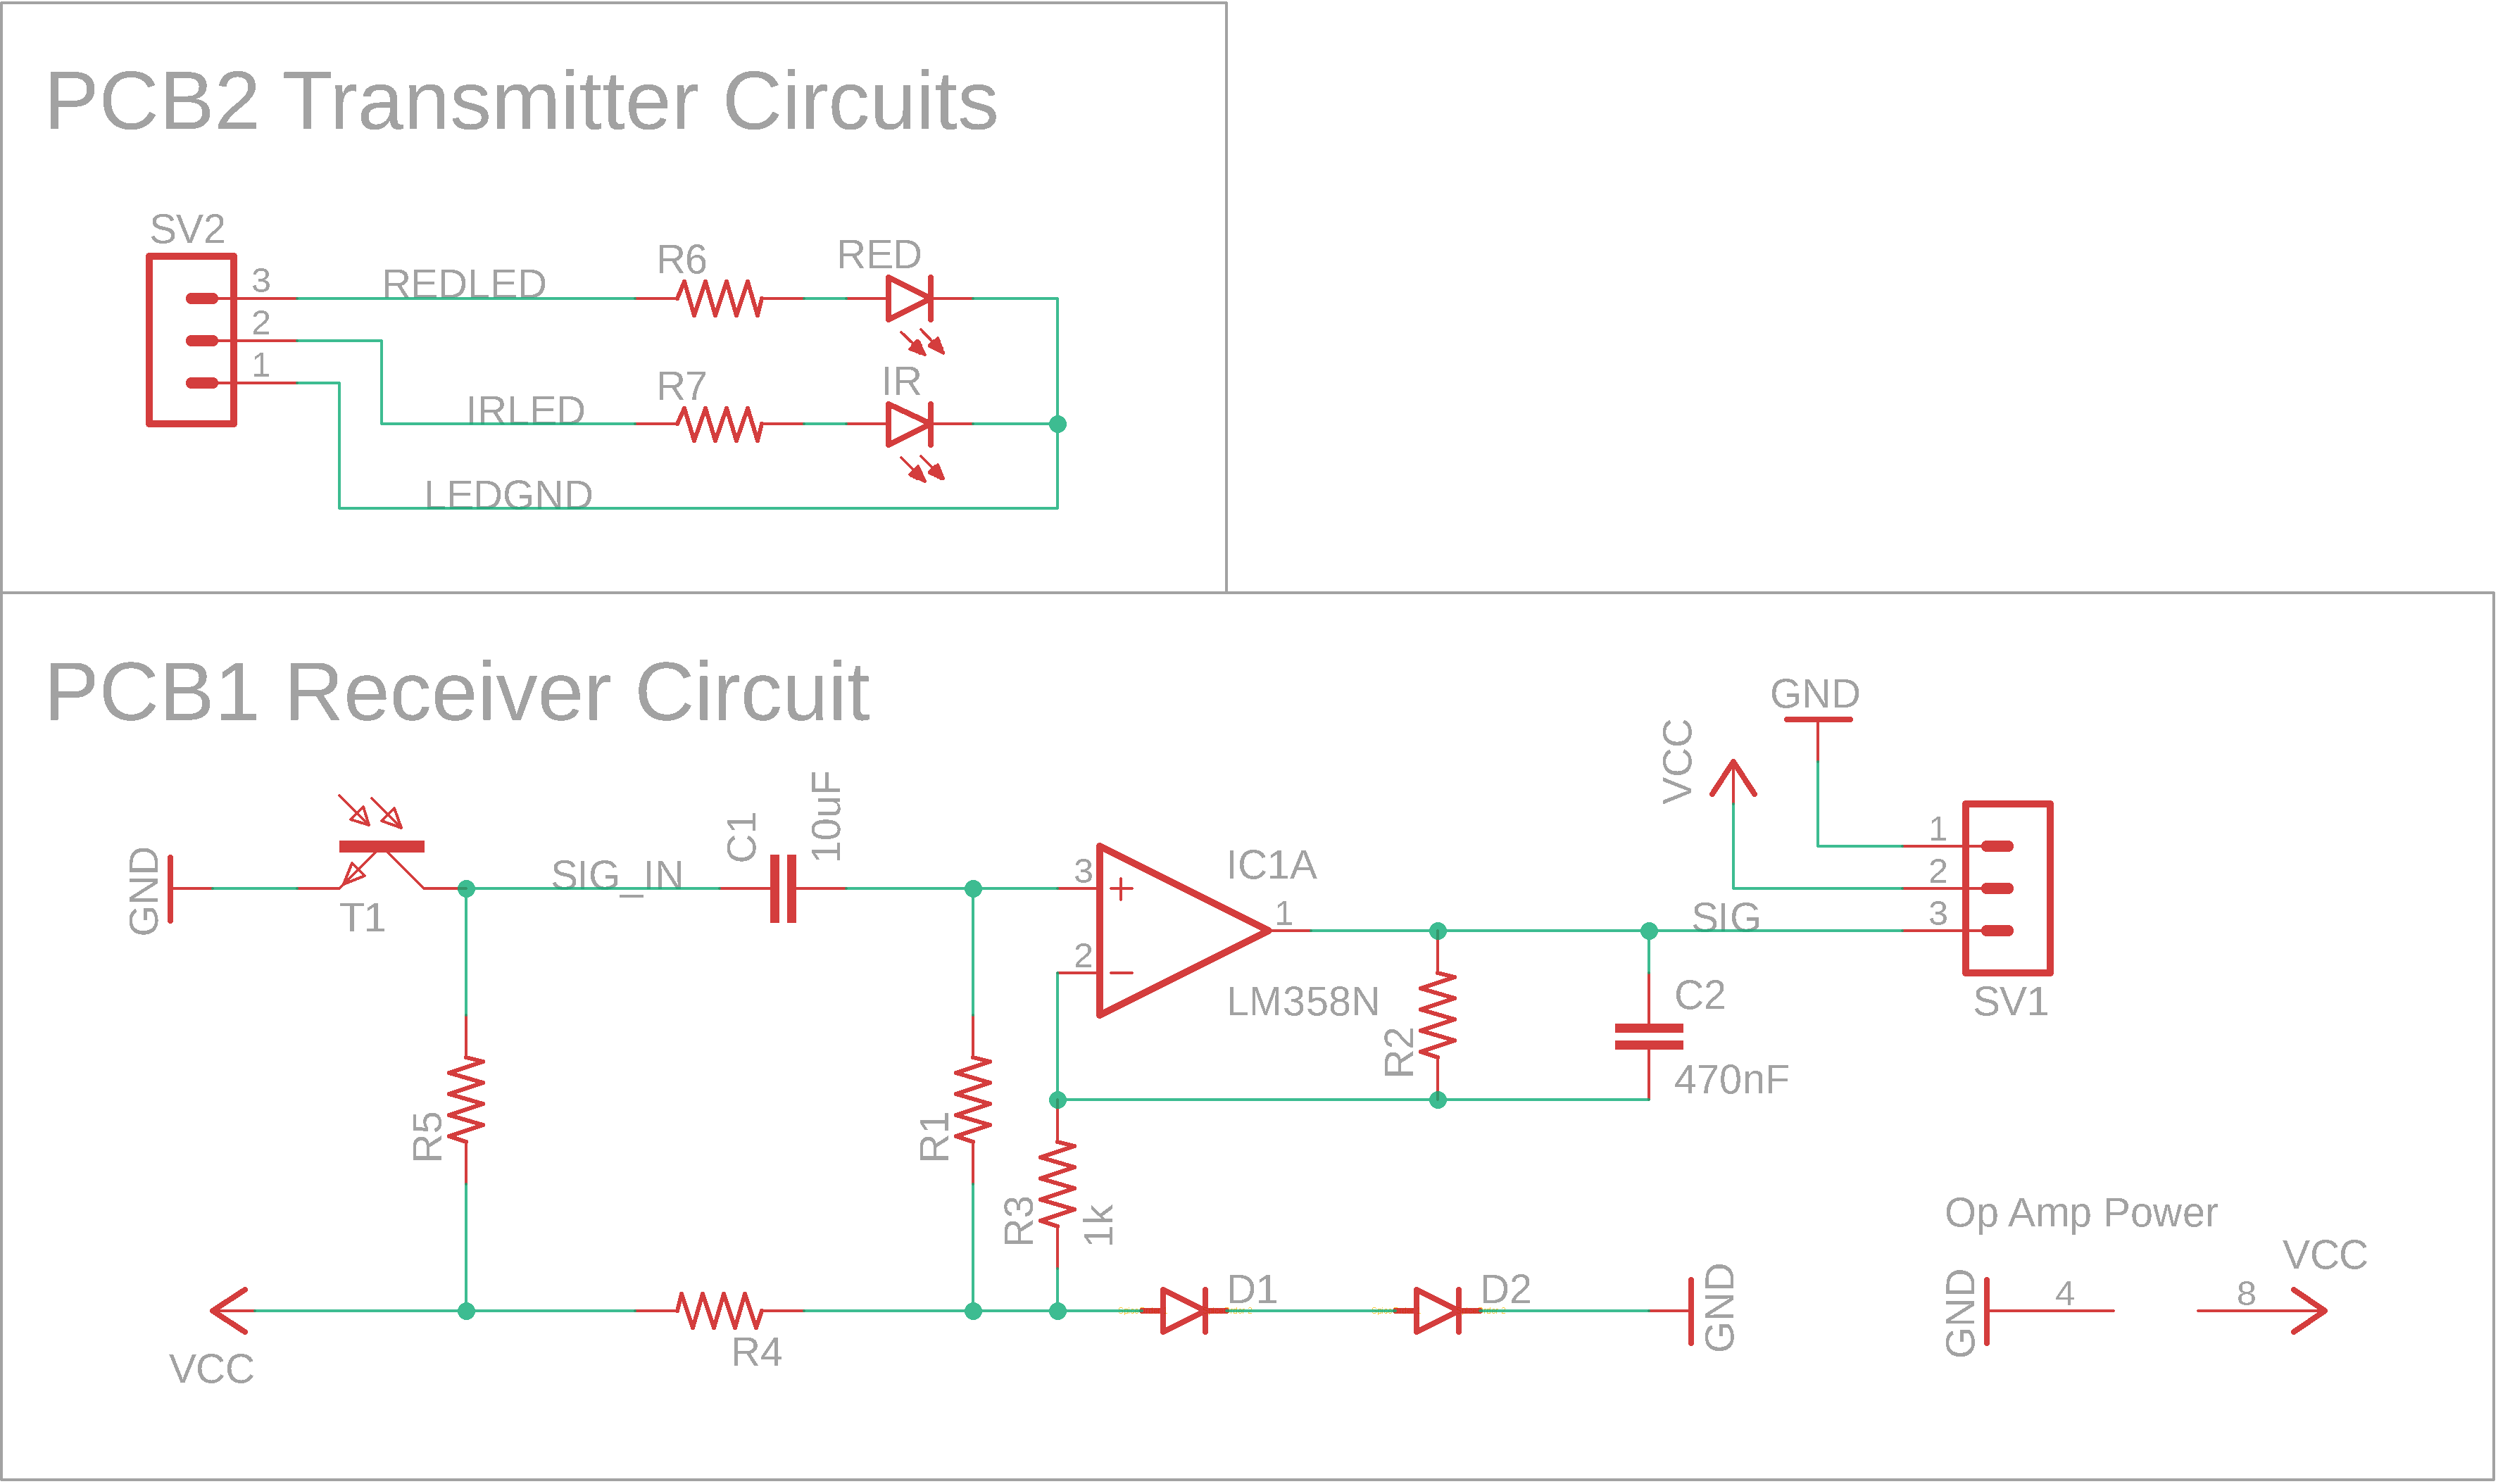 PCB2 Transmitter Circuits
SV2
3
REDLED
R6
RED
2
1
IRLED
R7
IR
LEDGND
PCB1 Receiver Circuit
GND
VCC
GND
T1
SIG_IN
C1
10uF
3
2
IC1A
1
LM358N
R2
C2
470nF
SIG
1
2
3
SV1
R5
R1
R3
1k
VCC
R4
D1
D2
GND
Op Amp Power
GND
4
8
VCC